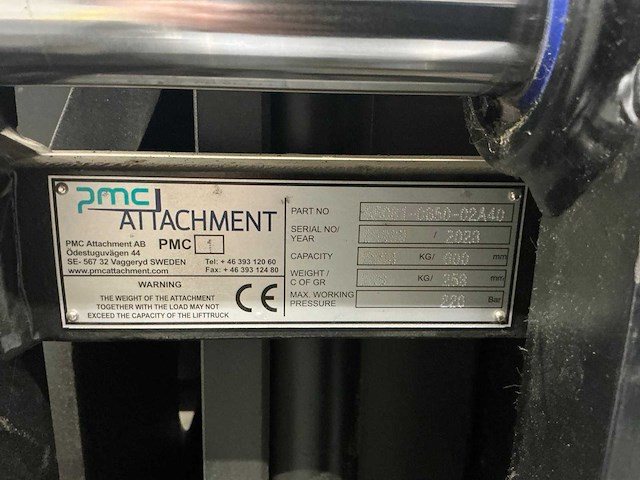 pmc
ATTACHMENT
PMC Attachment AB
Ödestuguvägen 44
SE- 567 32 Vaggeryd SWEDEN
www.pmcattachment.com
PMC 1
Tel: + 46 393 120 60
Fax: + 46 393 124 80
WARNING
THE WEIGHT OF THE ATTACHMENT
TOGETHER WITH THE LOAD MAY NOT
EXCEED THE CAPACITY OF THE LIFTTRUCK
CE
PART NO
SERIAL NO/ YEAR / 2023
CAPACITY KG/ 600 mm
WEIGHT / C OF GR KG/ 358 mm
MAX. WORKING PRESSURE 220 Bar